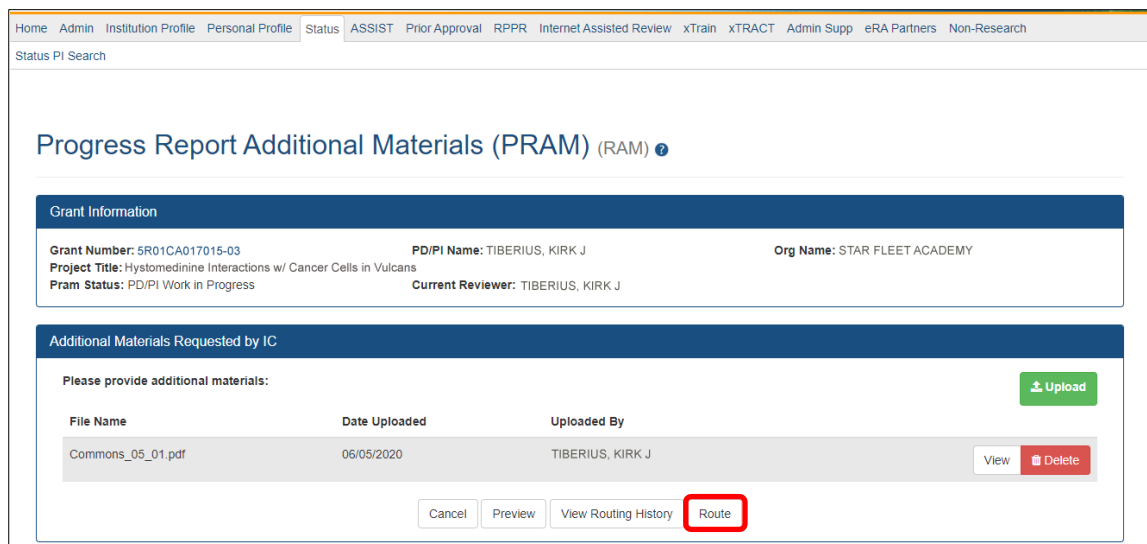 Home Admin Institution Profile Personal Profile Status ASSIST Prior Approval RPPR Internet Assisted Review xTrain xTRACT Admin Supp eRA Partners Non-Research
Status PI Search
Progress Report Additional Materials (PRAM) (RAM) ?
Grant Information
Grant Number: 5R01CA017015-03 PD/PI Name: TIBERIUS, KIRK J Org Name: STAR FLEET ACADEMY
Project Title: Hystomedinine Interactions w/ Cancer Cells in Vulcans
Pram Status: PD/PI Work in Progress Current Reviewer: TIBERIUS, KIRK J
Additional Materials Requested by IC
Please provide additional materials: Upload
File Name Date Uploaded Uploaded By
Commons_05_01.pdf 06/05/2020 TIBERIUS, KIRK J View Delete
Cancel Preview View Routing History Route